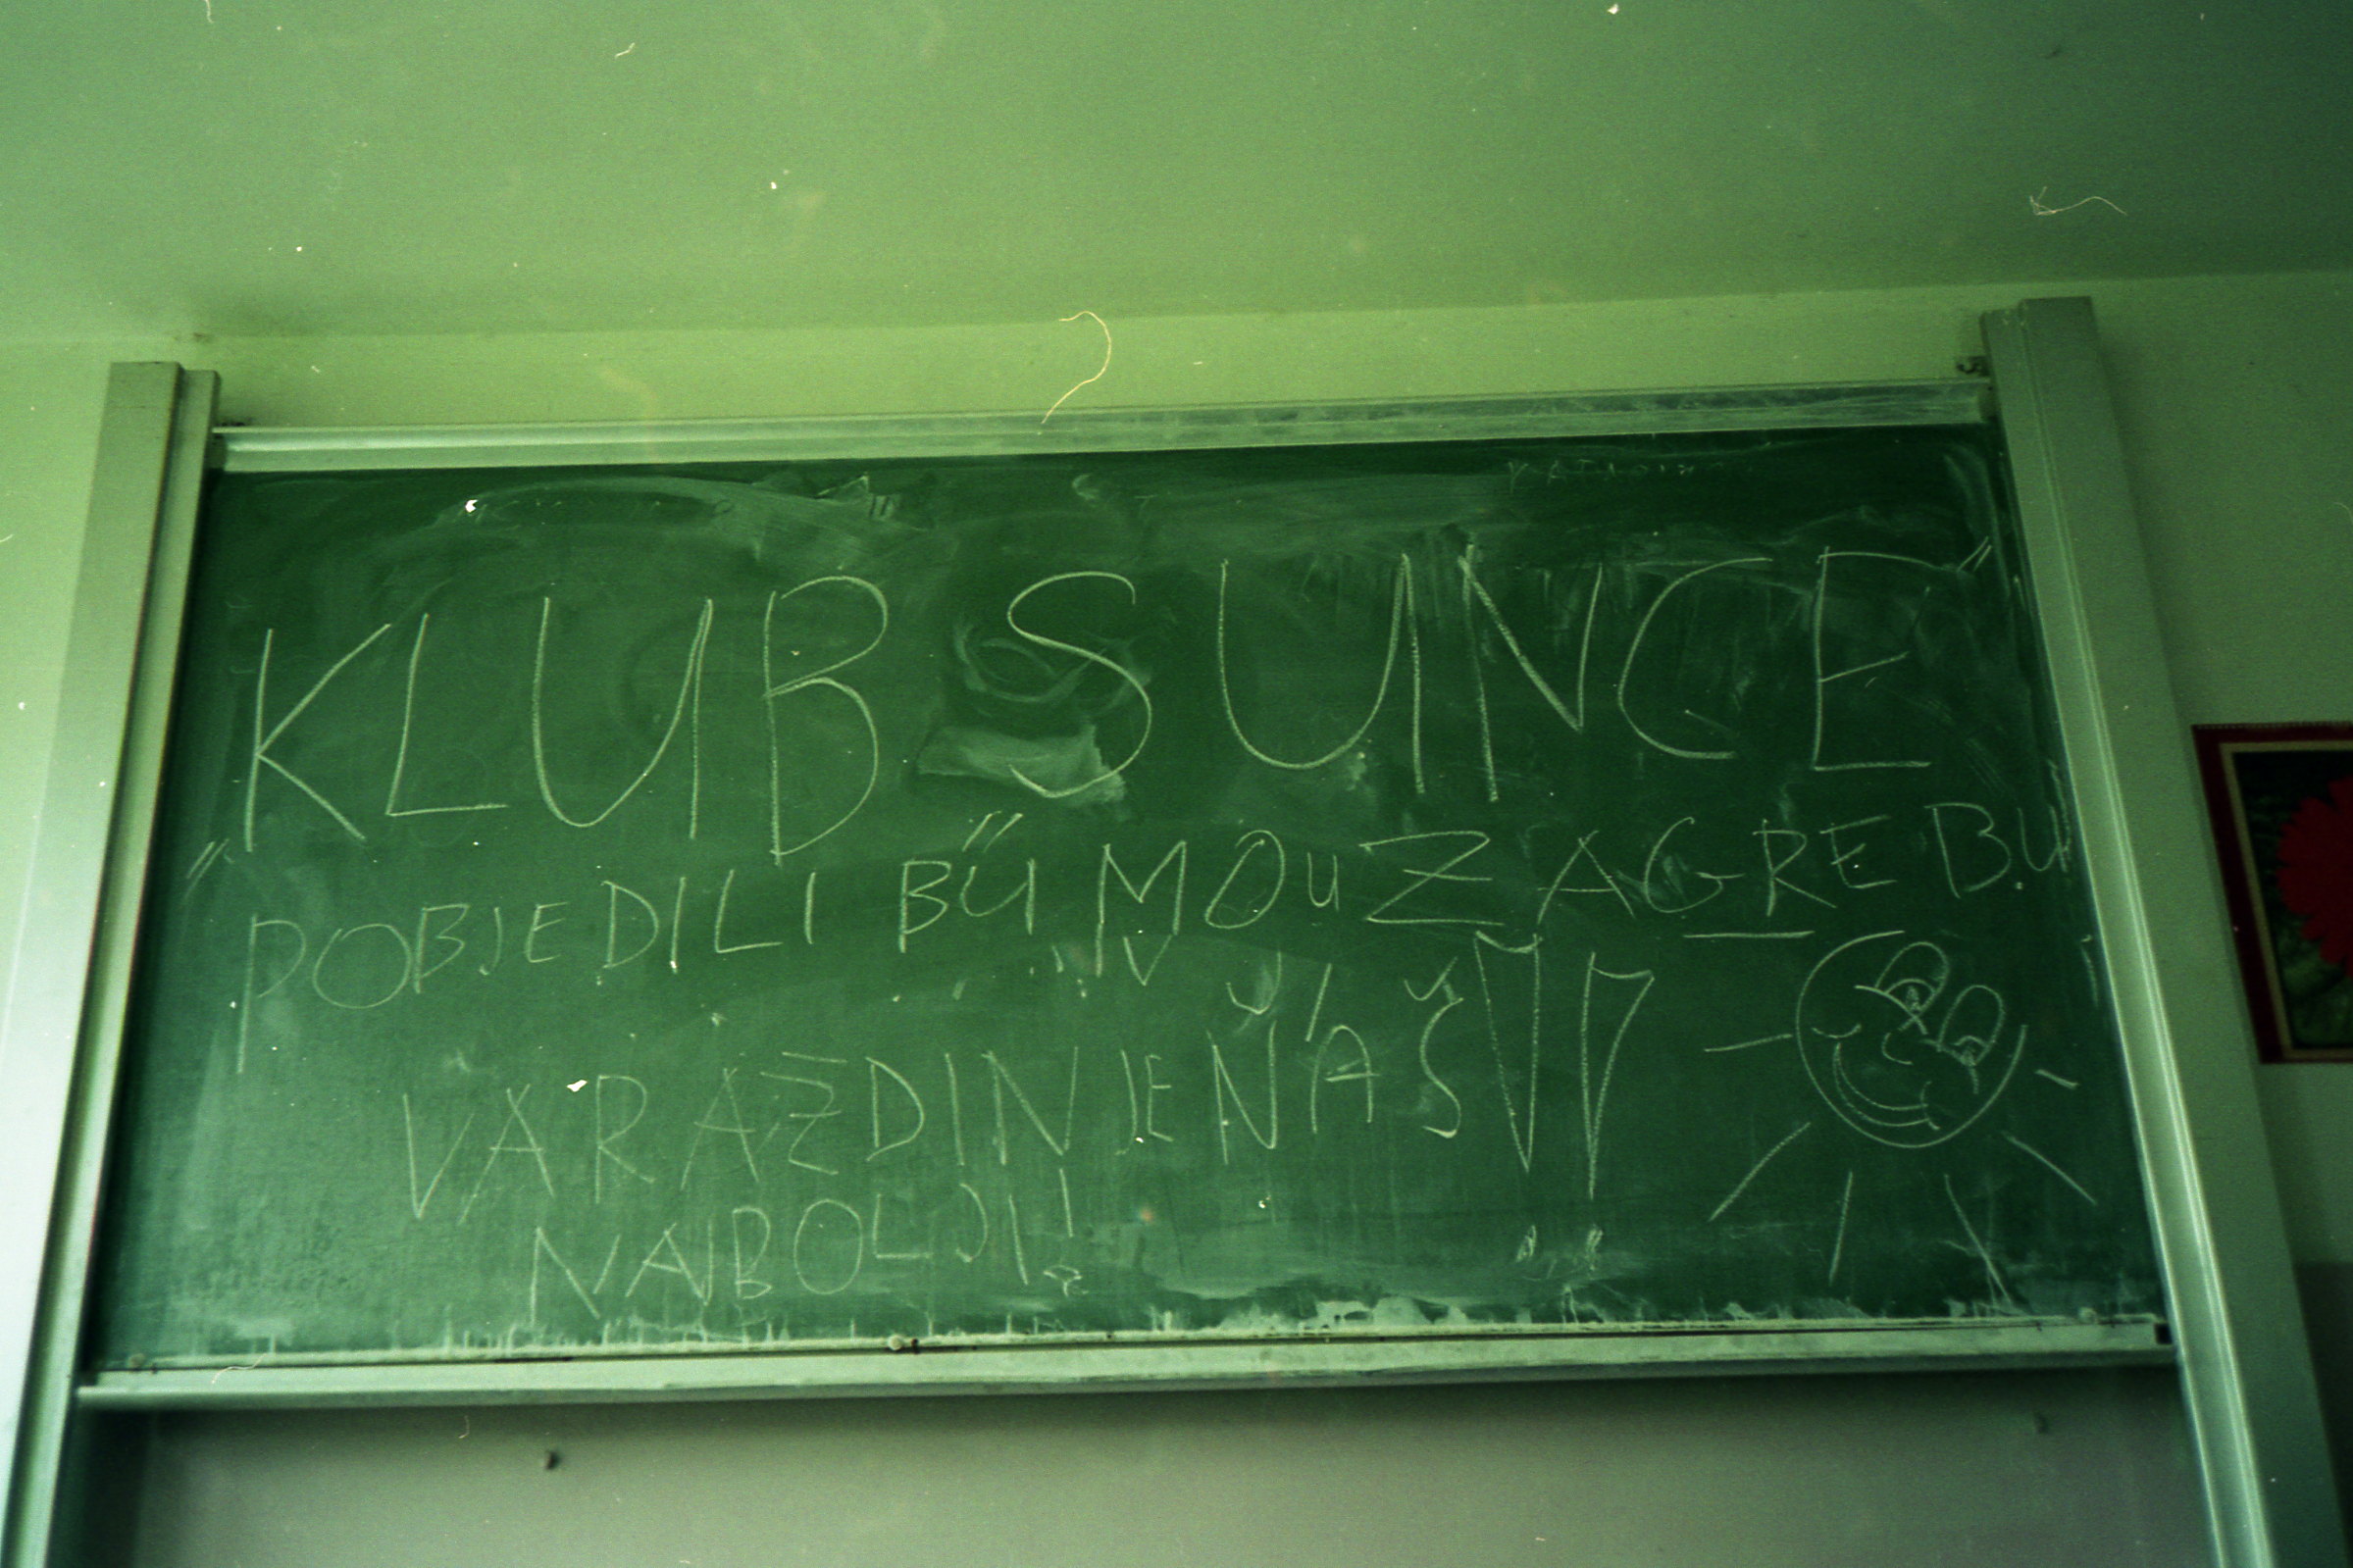 KLUB SUNCE"
"POBJEDILI BU"MO u ZAGREBU
VARAŽDIN JE NAŠ!!
NAJBOLJI!